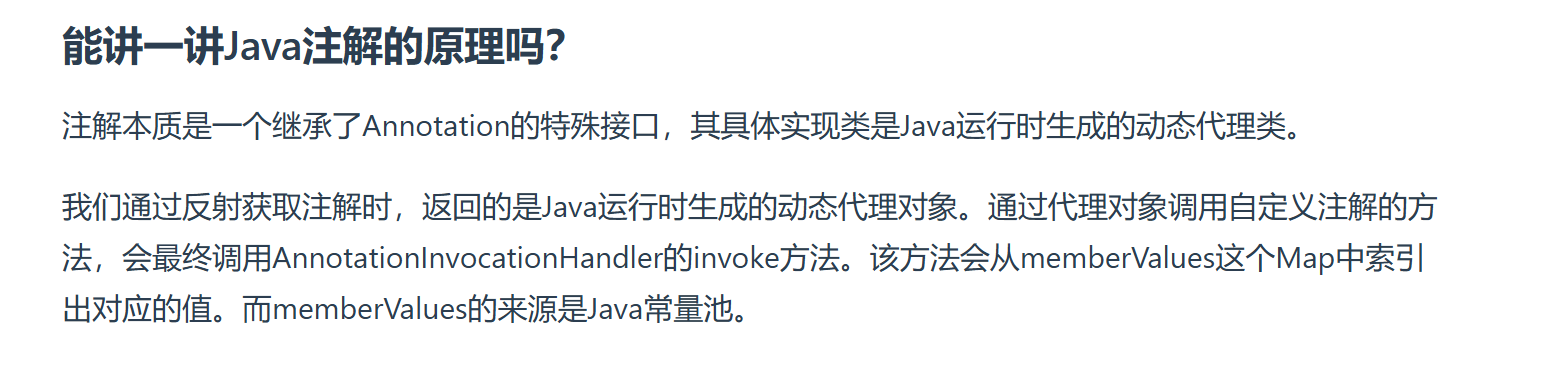 能讲一讲Java注解的原理吗？
注解本质是一个继承了Annotation的特殊接口，其具体实现类是Java运行时生成的动态代理类。
我们通过反射获取注解时，返回的是Java运行时生成的动态代理对象。通过代理对象调用自定义注解的方
法，会最终调用AnnotationInvocationHandler的invoke方法。该方法会从memberValues这个Map中索引
出对应的值。而memberValues的来源是Java常量池。